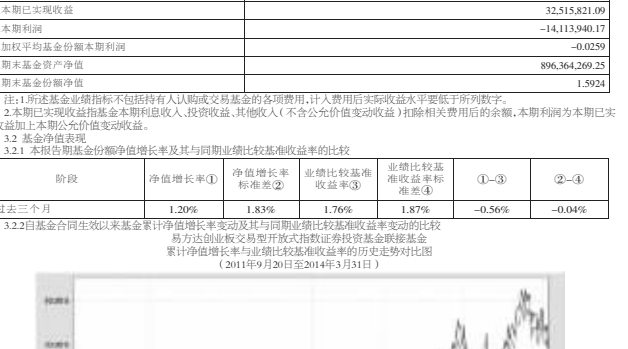 本期已实现收益 32,515,821.09
本期利润 -14,113,940.17
加权平均基金份额本期利润 -0.0259
期末基金资产净值 896,364,269.25
期末基金份额净值 1.5924
注:1.所述基金业绩指标不包括持有人认购或交易基金的各项费用,计入费用后实际收益水平要低于所列数字。
2.本期已实现收益指基金本期利息收入、投资收益、其他收入(不含公允价值变动收益)扣除相关费用后的余额,本期利润为本期已实
收益加上本期公允价值变动收益。
3.2 基金净值表现
3.2.1 本报告期基金份额净值增长率及其与同期业绩比较基准收益率的比较
阶段 净值增长率① 净值增长率标准差② 业绩比较基准收益率③ 业绩比较基准收益率标准差④ ①-③ ②-④
过去三个月 1.20% 1.83% 1.76% 1.87% -0.56% -0.04%
3.2.2自基金合同生效以来基金累计净值增长率变动及其与同期业绩比较基准收益率变动的比较
易方达创业板交易型开放式指数证券投资基金联接基金
累计净值增长率与业绩比较基准收益率的历史走势对比图
(2011年9月20日至2014年3月31日)